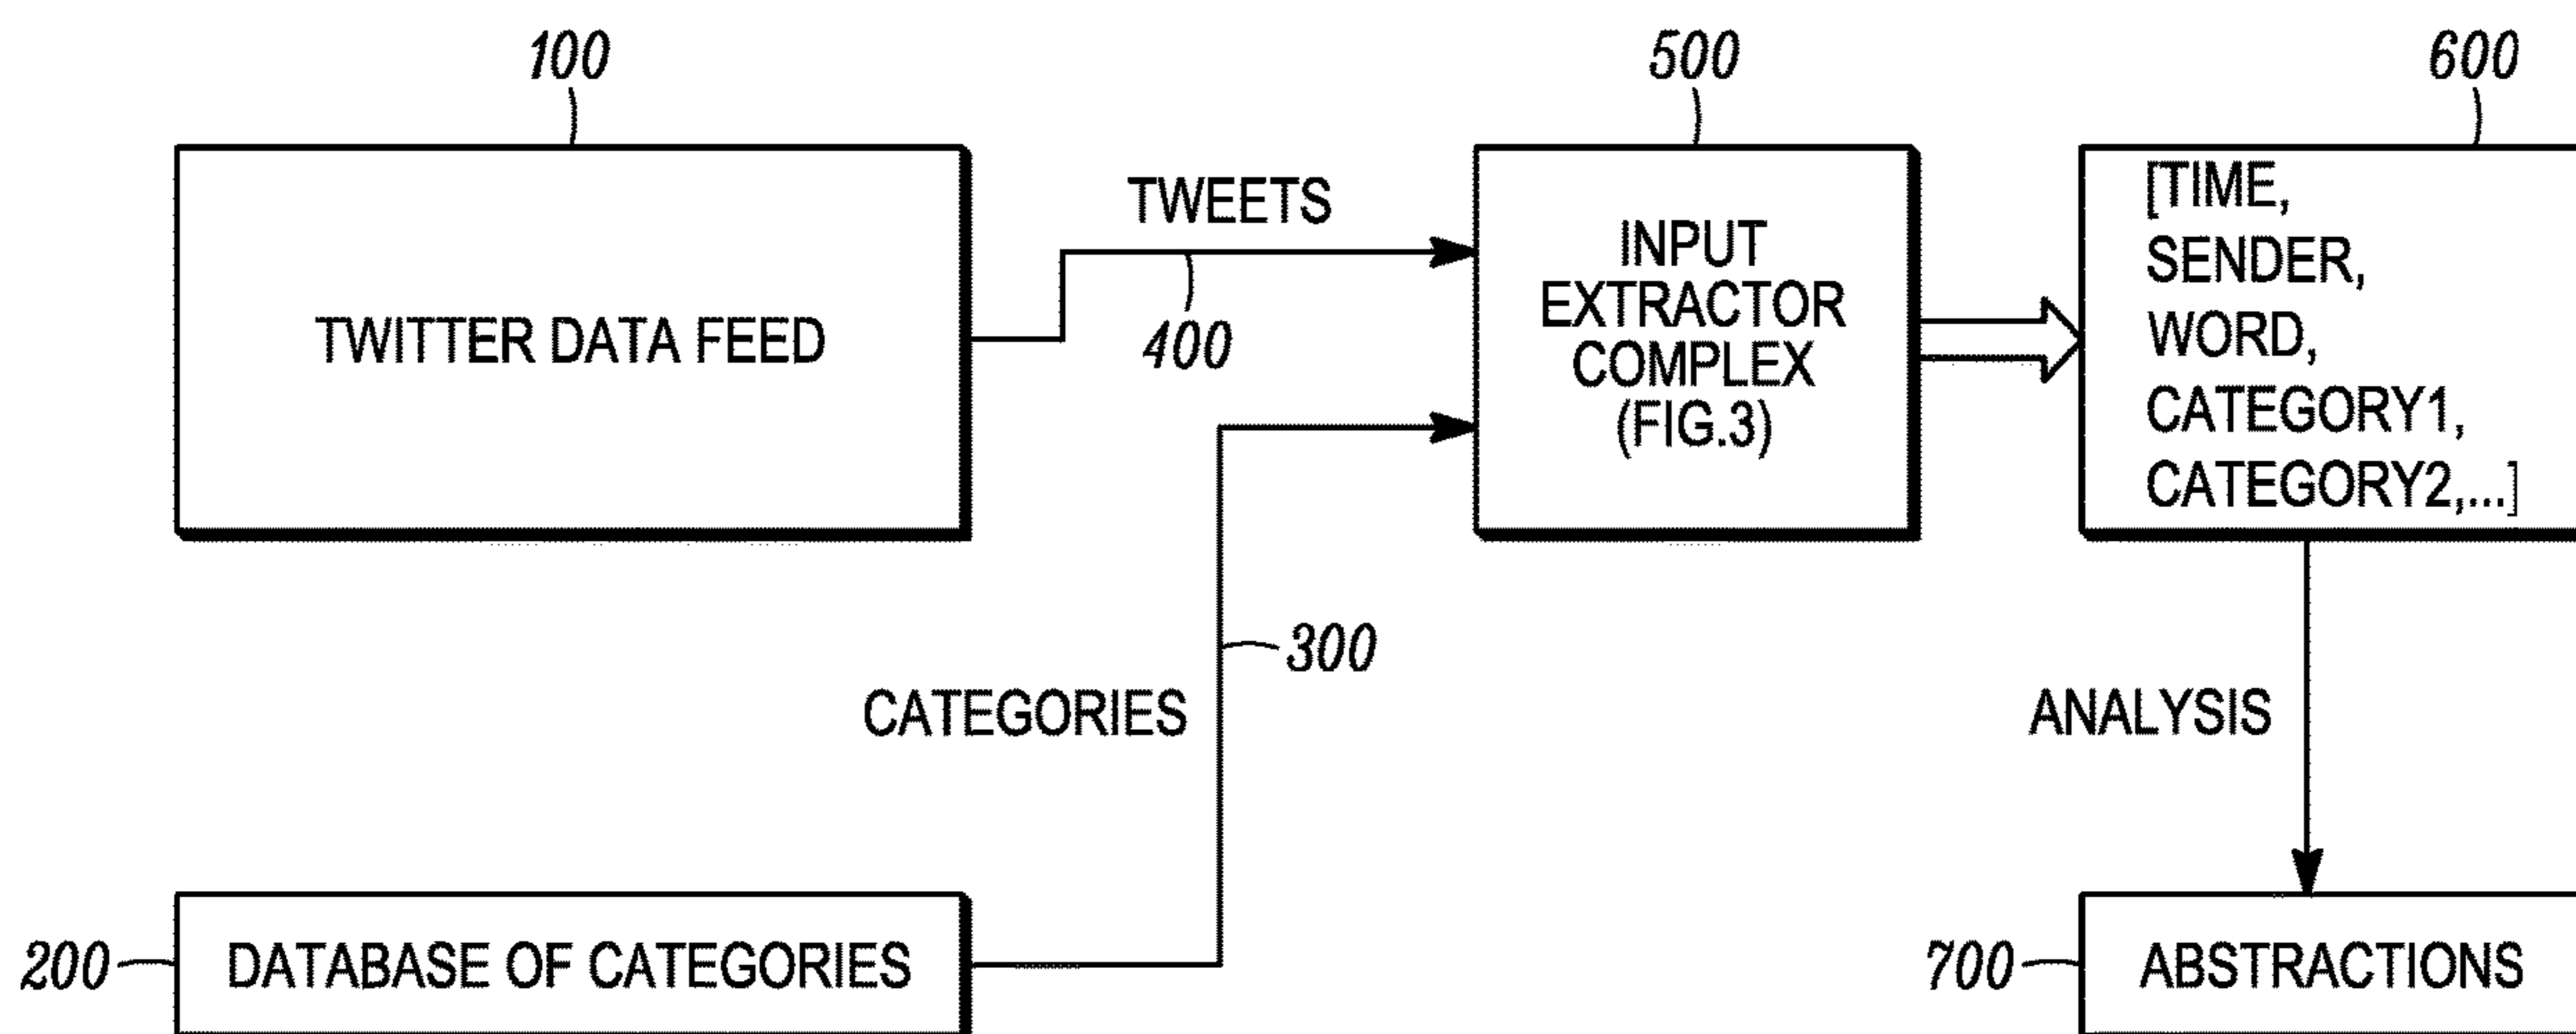 100
500
600
TWITTER DATA FEED
TWEETS
400
INPUT
EXTRACTOR
COMPLEX
(FIG.3)
[TIME,
SENDER,
WORD,
CATEGORY1,
CATEGORY2,...]
300
CATEGORIES
ANALYSIS
200
DATABASE OF CATEGORIES
700
ABSTRACTIONS